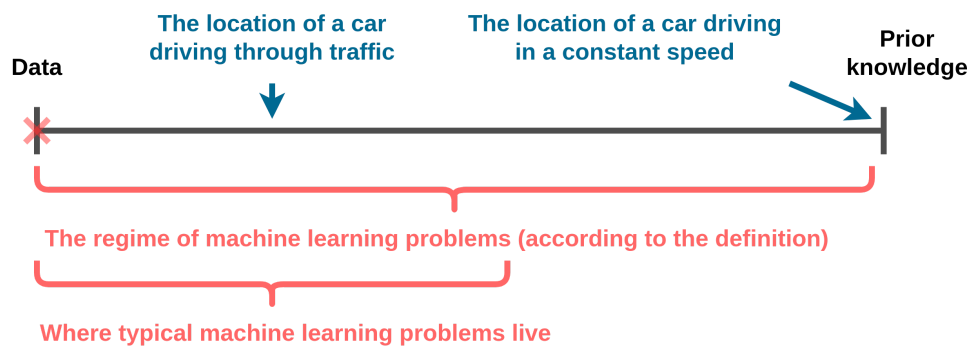 The location of a car
driving through traffic
The location of a car driving
in a constant speed
Prior
knowledge
Data
The regime of machine learning problems (according to the definition)
Where typical machine learning problems live